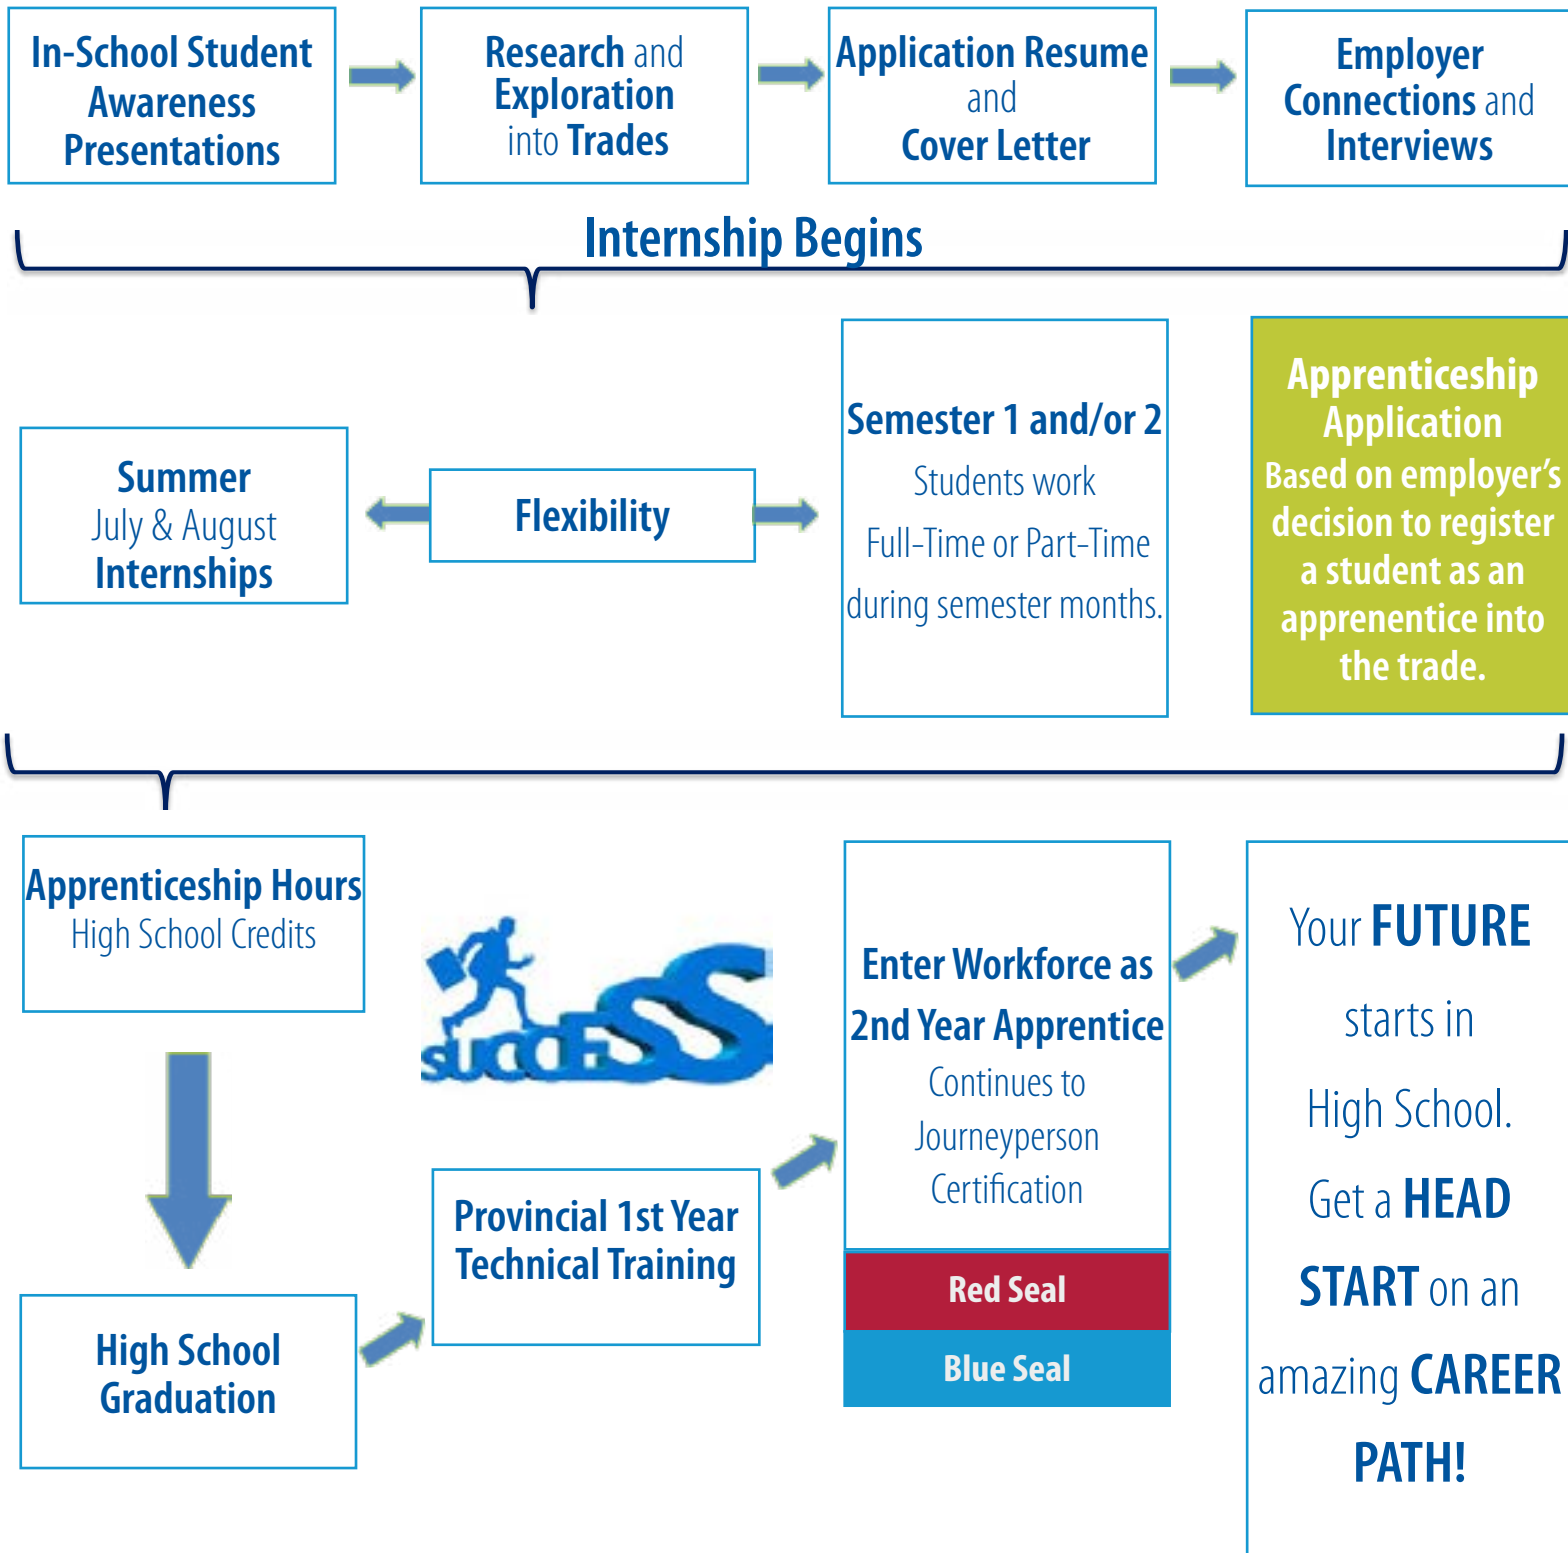 In-School Student
Awareness
Presentations
Research and
Exploration
into Trades
Application Resume
and
Cover Letter
Employer
Connections and
Interviews
Internship Begins
Summer
July & August
Internships
Flexibility
Semester 1 and/or 2
Students work
Full-Time or Part-Time
during semester months.
Apprenticeship
Application
Based on employer’s
decision to register
a student as an
apprenentice into
the trade.
Apprenticeship Hours
High School Credits
SUCCESS
High School
Graduation
Provincial 1st Year
Technical Training
Enter Workforce as
2nd Year Apprentice
Continues to
Journeyperson
Certification
Red Seal
Blue Seal
Your FUTURE
starts in
High School.
Get a HEAD
START on an
amazing CAREER
PATH!